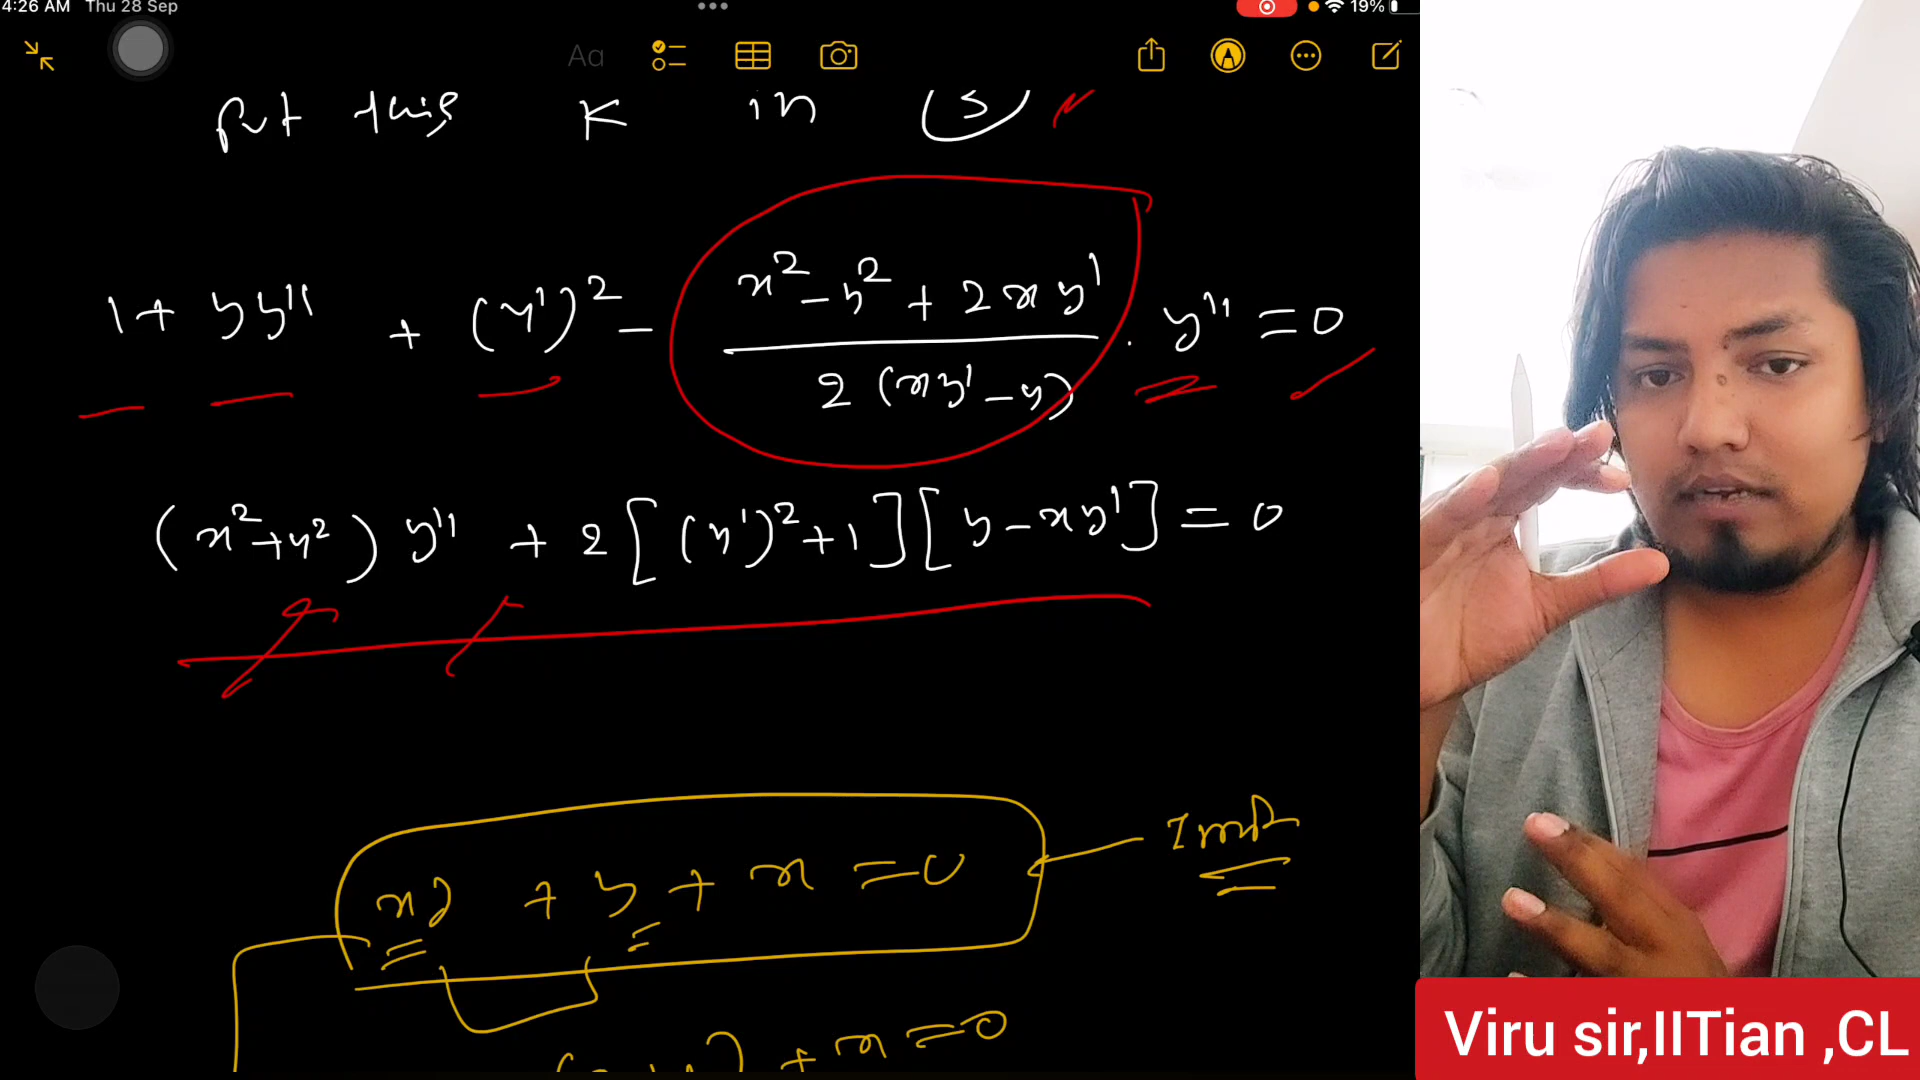 4:26 AM Thu 28 Sep
19%
Aa
Put this K in (5)
1 + yy'' + (y')² - (x² - y² + 2xy') / (2(xy' - y)) . y'' = 0
(x² + y²) y'' + 2[(y')² + 1][y - xy'] = 0
+ y + x = 0
Imp
+ x = 0
Viru sir,IITian ,CL